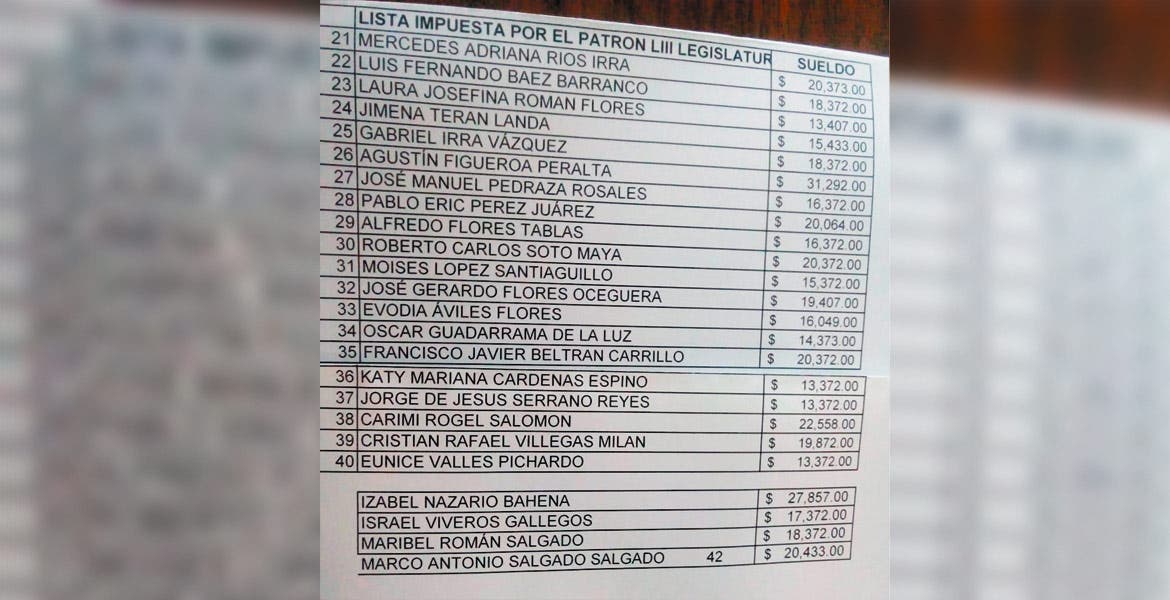 LISTA IMPUESTA POR EL PATRON LIII LEGISLATUR SUELDO
21 MERCEDES ADRIANA RIOS IRRA $ 20,373.00
22 LUIS FERNANDO BAEZ BARRANCO $ 18,372.00
23 LAURA JOSEFINA ROMAN FLORES $ 13,407.00
24 JIMENA TERAN LANDA $ 15,433.00
25 GABRIEL IRRA VÁZQUEZ $ 18,372.00
26 AGUSTÍN FIGUEROA PERALTA $ 31,292.00
27 JOSÉ MANUEL PEDRAZA ROSALES $ 16,372.00
28 PABLO ERIC PEREZ JUÁREZ $ 20,064.00
29 ALFREDO FLORES TABLAS $ 16,372.00
30 ROBERTO CARLOS SOTO MAYA $ 20,372.00
31 MOISES LOPEZ SANTIAGUILLO $ 15,372.00
32 JOSÉ GERARDO FLORES OCEGUERA $ 19,407.00
33 EVODIA ÁVILES FLORES $ 16,049.00
34 OSCAR GUADARRAMA DE LA LUZ $ 14,373.00
35 FRANCISCO JAVIER BELTRAN CARRILLO $ 20,372.00
36 KATY MARIANA CARDENAS ESPINO $ 13,372.00
37 JORGE DE JESUS SERRANO REYES $ 13,372.00
38 CARIMI ROGEL SALOMON $ 22,558.00
39 CRISTIAN RAFAEL VILLEGAS MILAN $ 19,872.00
40 EUNICE VALLES PICHARDO $ 13,372.00
IZABEL NAZARIO BAHENA $ 27,857.00
ISRAEL VIVEROS GALLEGOS $ 17,372.00
MARIBEL ROMÁN SALGADO $ 18,372.00
MARCO ANTONIO SALGADO SALGADO 42 $ 20,433.00